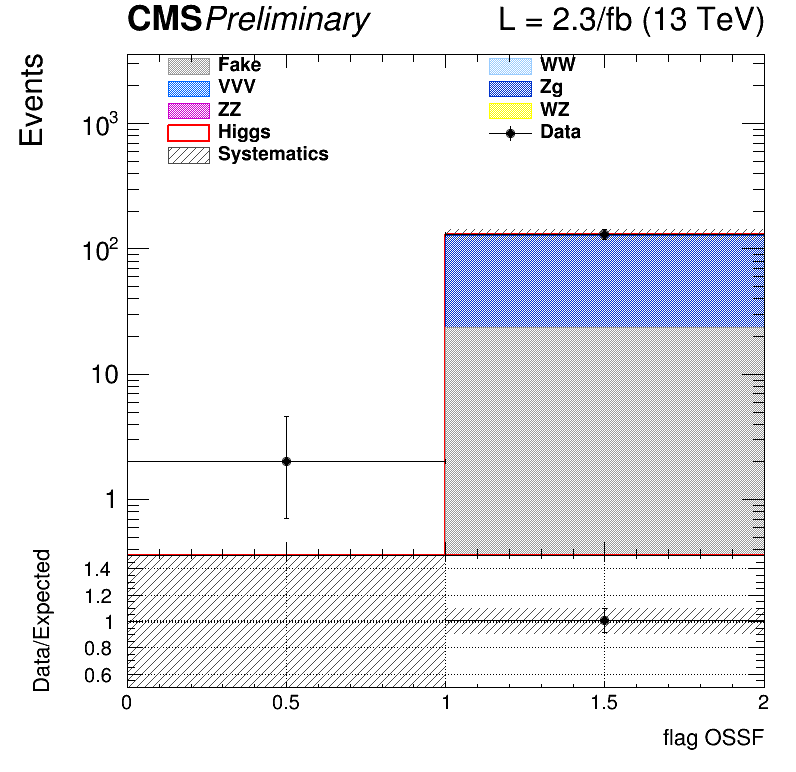 CMSPreliminary L = 2.3/fb (13 TeV)
Events
Fake WW
VVV Zg
ZZ WZ
Higgs Data
Systematics
10³
10²
10
1
Data/Expected
1.4
1.2
1
0.8
0.6
0 0.5 1 1.5 2
flag OSSF